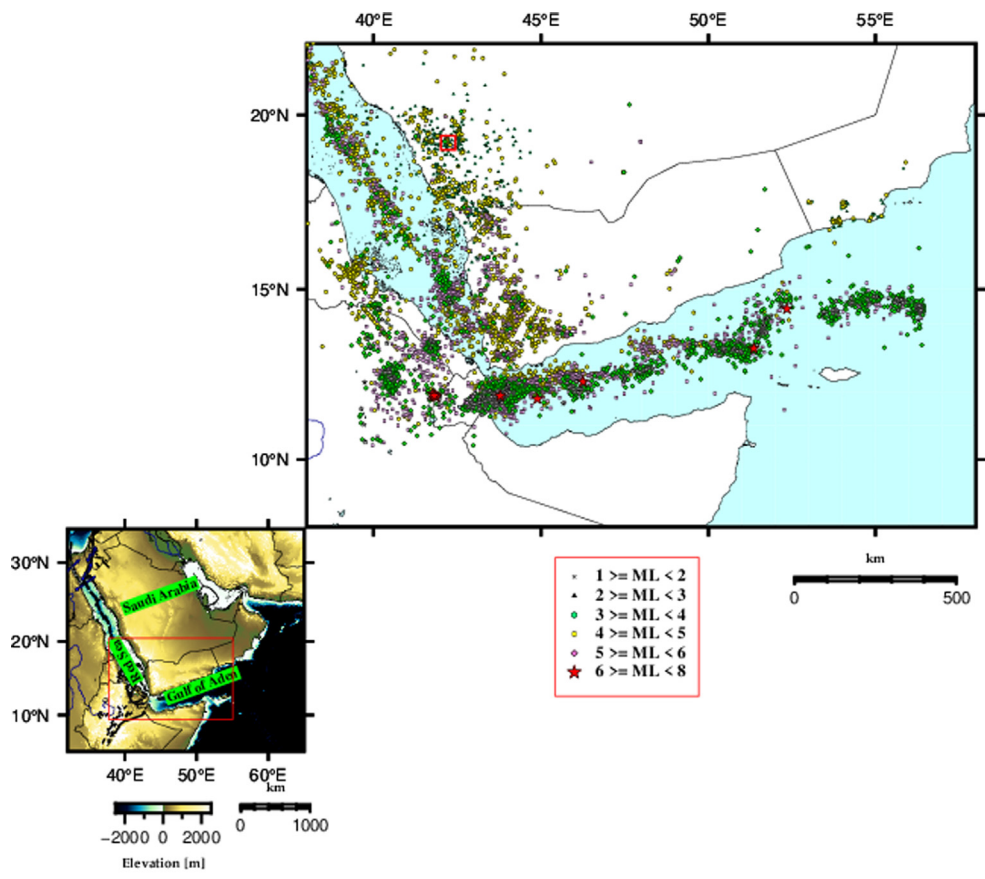 40°E 45°E 50°E 55°E
20°N
15°N
10°N
km
0 500
1 >= ML < 2
2 >= ML < 3
3 >= ML < 4
4 >= ML < 5
5 >= ML < 6
6 >= ML < 8
30°N
20°N
10°N
Saudi Arabia
Red Sea
Gulf of Aden
40°E 50°E 60°E
km
0 1000
−2000 0 2000
Elevation [m]